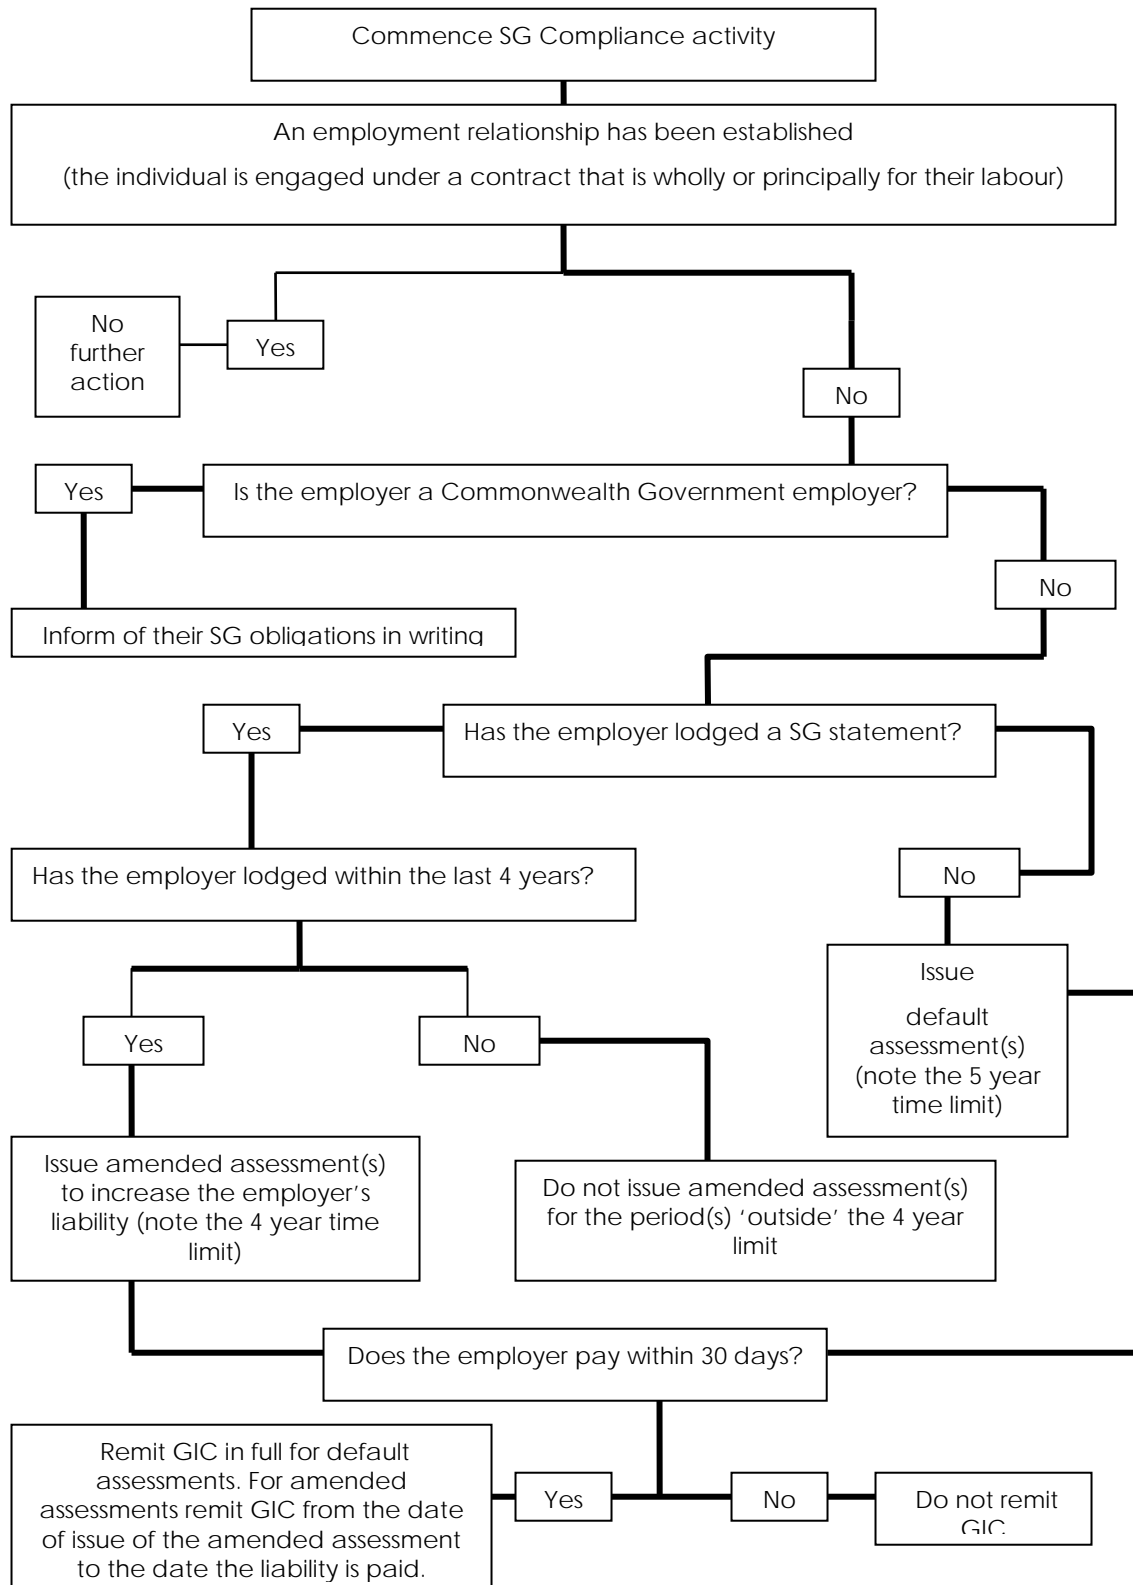 Commence SG Compliance activity
An employment relationship has been established
(the individual is engaged under a contract that is wholly or principally for their labour)
No
further
action
Yes
No
Yes
Is the employer a Commonwealth Government employer?
No
Inform of their SG obligations in writing
Yes
Has the employer lodged a SG statement?
Has the employer lodged within the last 4 years?
No
Issue
default
assessment(s)
(note the 5 year
time limit)
Yes
No
Issue amended assessment(s)
to increase the employer's
liability (note the 4 year time
limit)
Do not issue amended assessment(s)
for the period(s) ‘outside’ the 4 year
limit
Does the employer pay within 30 days?
Remit GIC in full for default
assessments. For amended
assessments remit GIC from the date
of issue of the amended assessment
to the date the liability is paid.
Yes
No
Do not remit
GIC